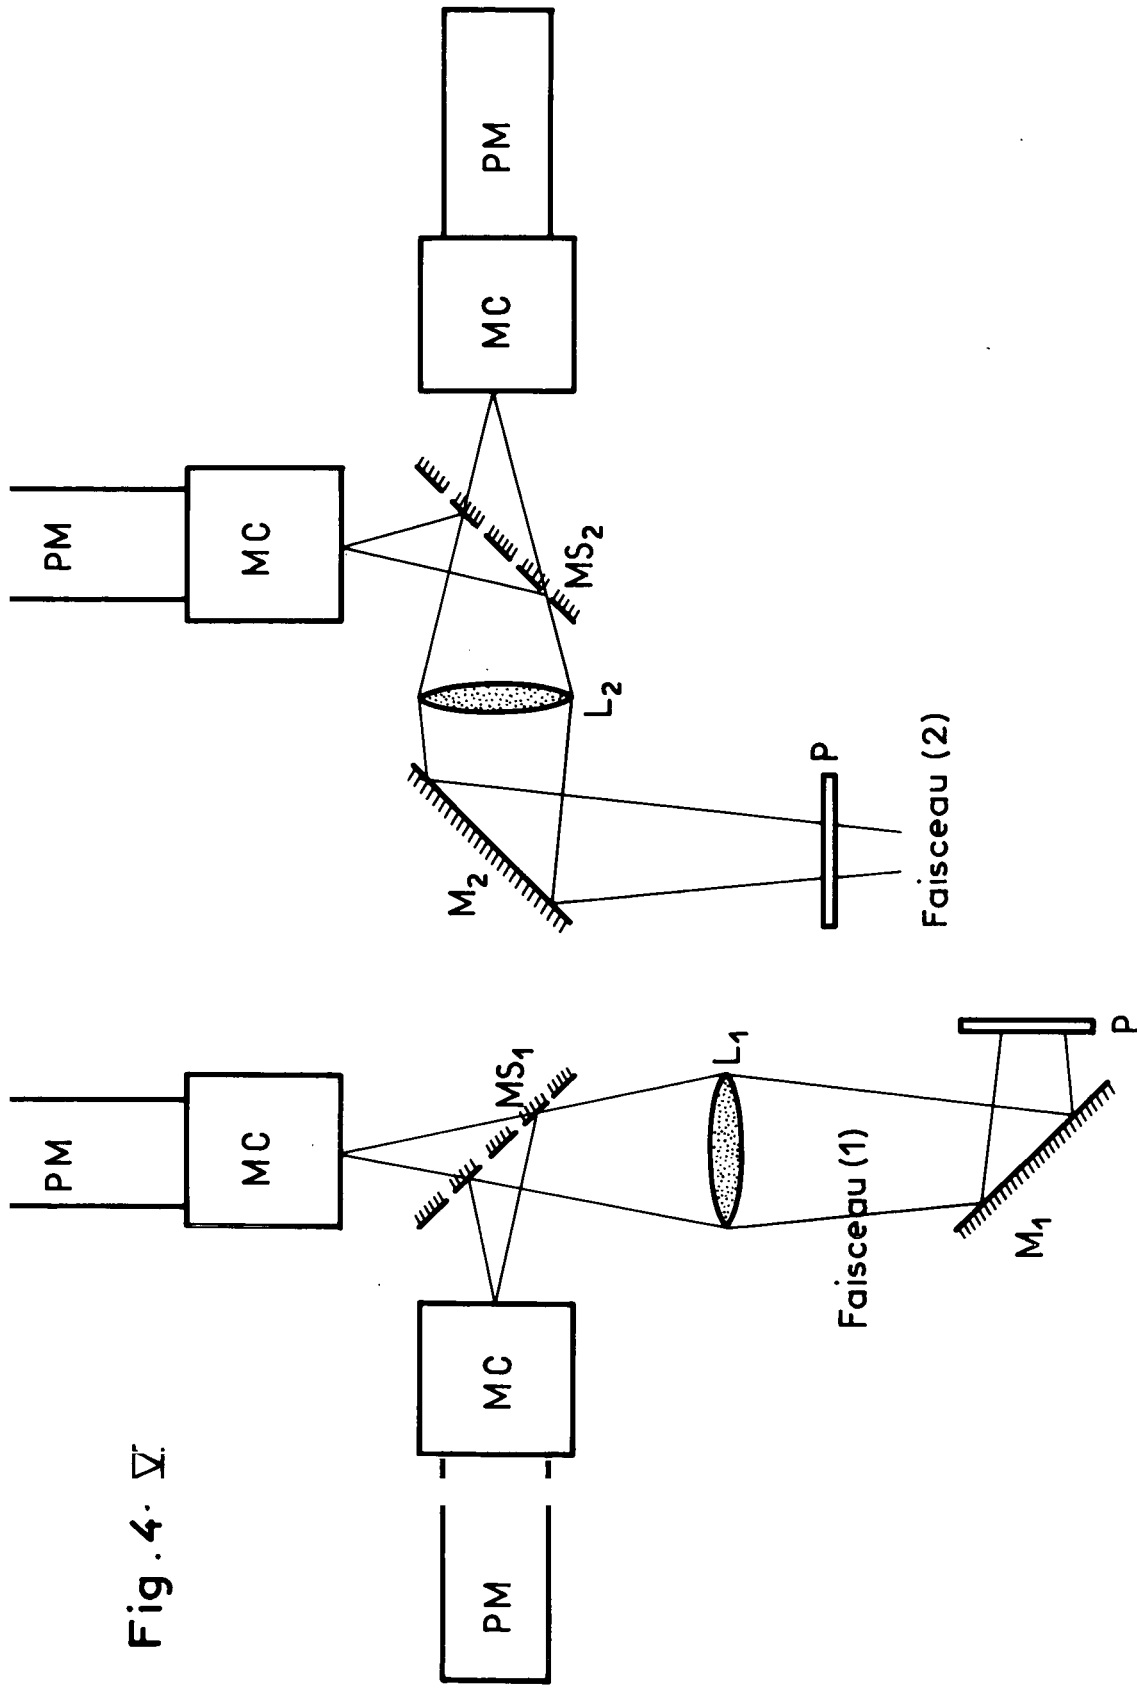 Fig. 4. V.
PM
MC
PM
MC
MS₁
L₁
Faisceau (1)
M₁
P
PM
MC
PM
MC
MS₂
L₂
M₂
P
Faisceau (2)